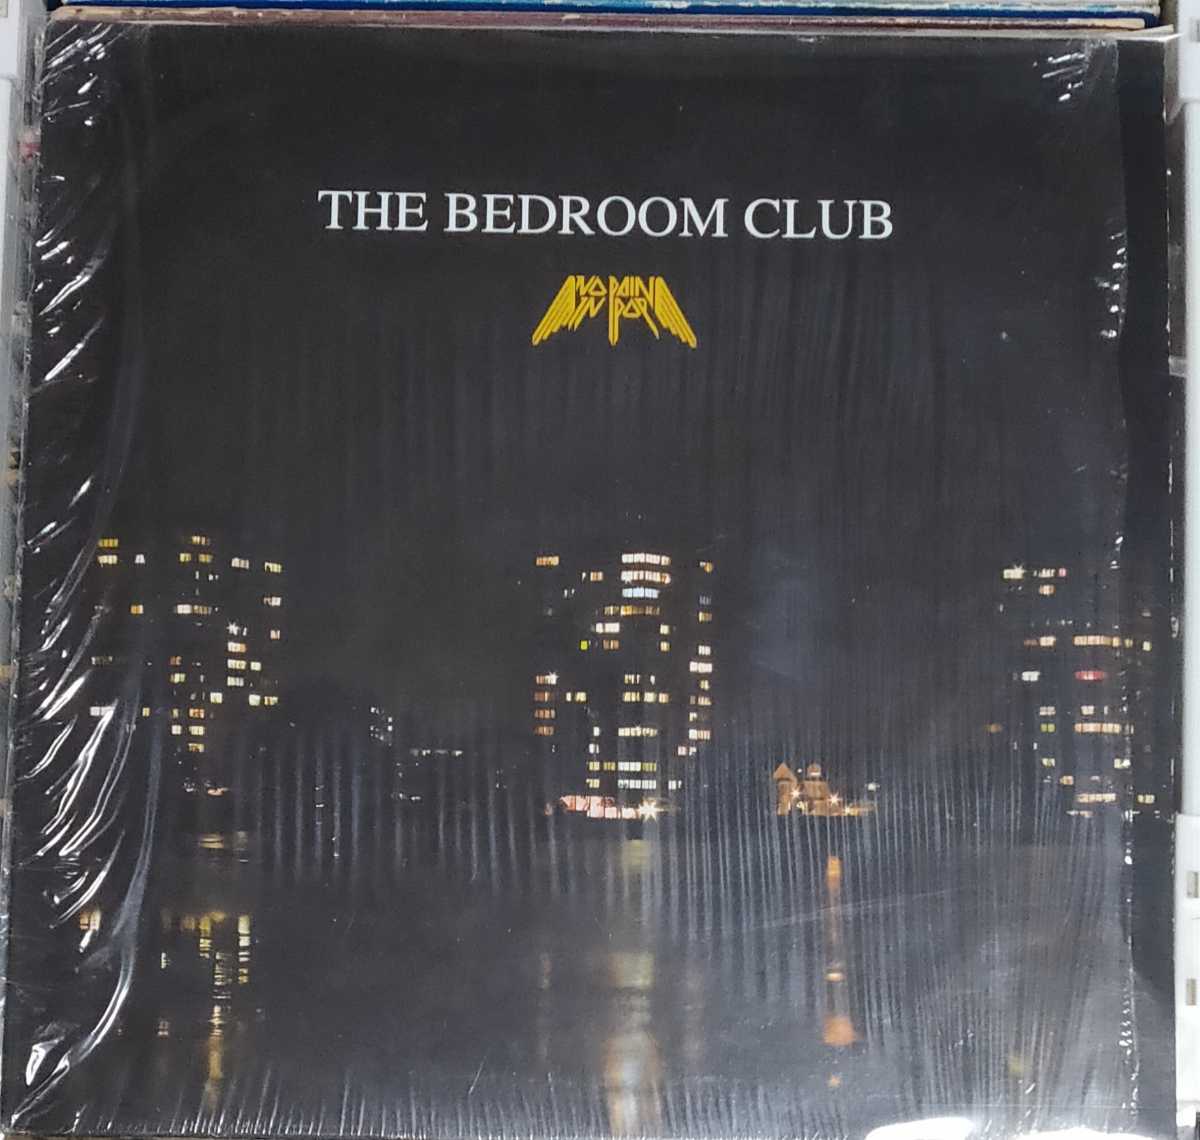 THE BEDROOM CLUB
NO PAIN
IN POP